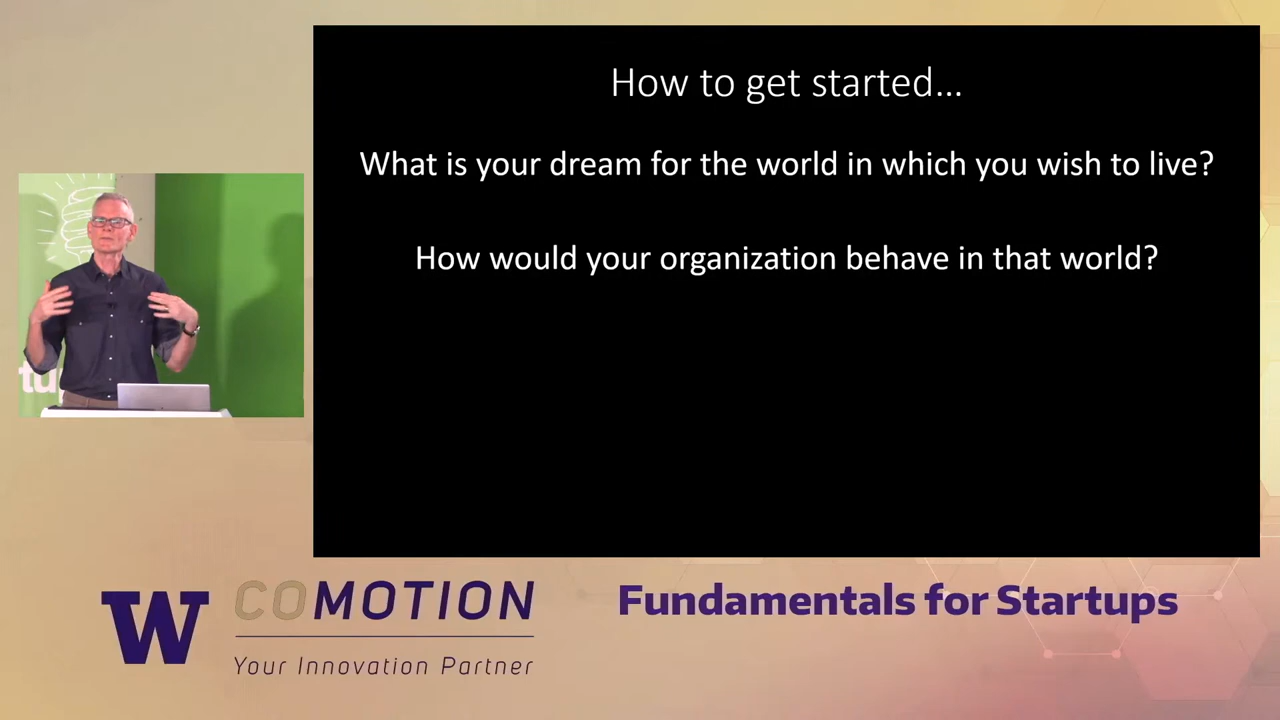 How to get started...
What is your dream for the world in which you wish to live?
How would your organization behave in that world?
tu
W
COMOTION
Your Innovation Partner
Fundamentals for Startups